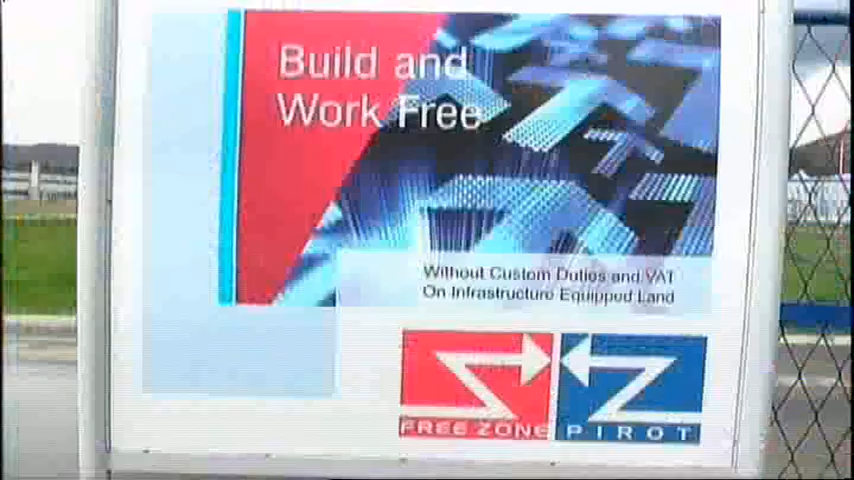 Build and
Work Free
Without Custom Duties and VAT
On Infrastructure Equipped Land
FREE ZONE PIROT